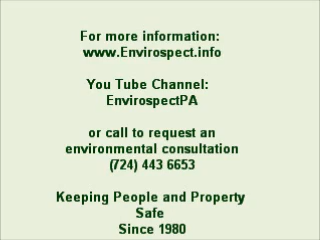 For more information:
www.Envirospect.info
You Tube Channel:
EnvirospectPA
or call to request an
environmental consultation
(724) 443 6653
Keeping People and Property
Safe
Since 1980